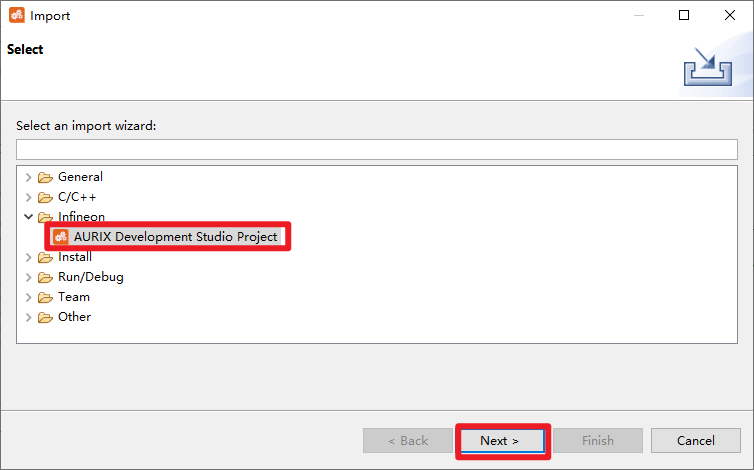 Import
Select
Select an import wizard:
General
C/C++
Infineon
AURIX Development Studio Project
Install
Run/Debug
Team
Other
< Back Next > Finish Cancel